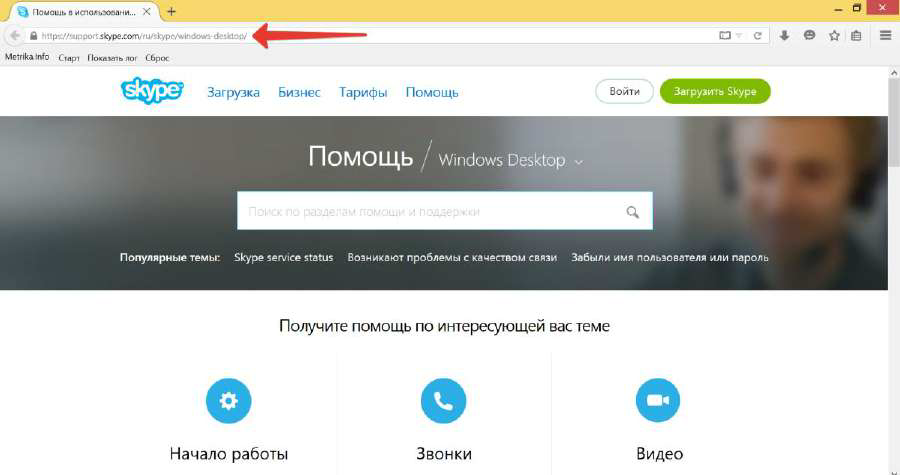 Помощь в использовани...
https://support.skype.com/ru/skype/windows-desktop/
Metrika.Info Старт Показать лог Сброс
skype Загрузка Бизнес Тарифы Помощь Войти Загрузить Skype
Помощь / Windows Desktop
Поиск по разделам помощи и поддержки
Популярные темы: Skype service status Возникают проблемы с качеством связи Забыли имя пользователя или пароль
Получите помощь по интересующей вас теме
Начало работы Звонки Видео